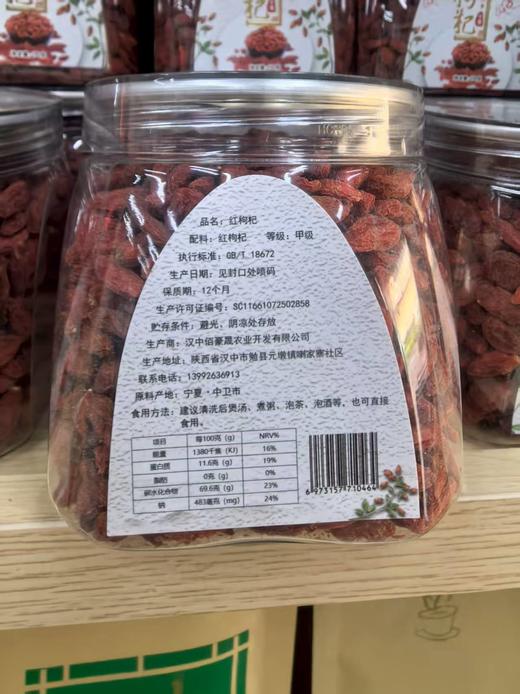 杞
品名：红枸杞
配料：红枸杞 等级：甲级
执行标准：GB/T 18672
生产日期：见封口处喷码
保质期：12个月
生产许可证编号：SC11661072502858
贮存条件：避光、阴凉处存放
生产商：汉中佰豪晟农业开发有限公司
生产地址：陕西省汉中市勉县元墩镇喇家寨社区
联系电话：13992636913
原料产地：宁夏·中卫市
食用方法：建议清洗后煲汤、煮粥、泡茶、泡酒等，也可直接
食用。
项目 每100克（g） NRV%
能量 1380千焦（KJ） 16%
蛋白质 11.6克（g） 19%
脂肪 0克（g） 0%
碳水化合物 69.6克（g） 23%
钠 483毫克（mg） 24%
6 973157 710464